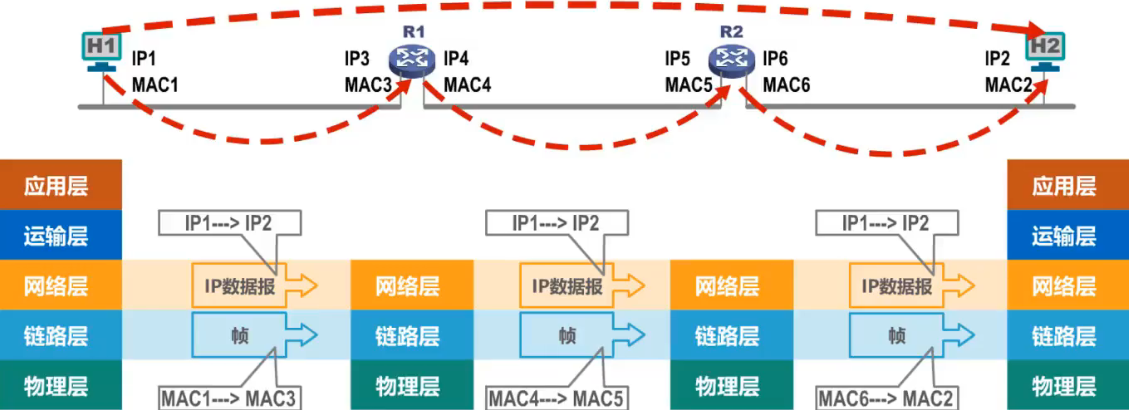 H1 R1 R2 H2
IP1 IP3 IP4 IP5 IP6 IP2
MAC1 MAC3 MAC4 MAC5 MAC6 MAC2
应用层 应用层
运输层 IP1---> IP2 IP1---> IP2 IP1---> IP2 运输层
网络层 IP数据报 网络层 IP数据报 网络层 IP数据报 网络层
链路层 帧 链路层 帧 链路层 帧 链路层
物理层 MAC1---> MAC3 物理层 MAC4---> MAC5 物理层 MAC6---> MAC2 物理层